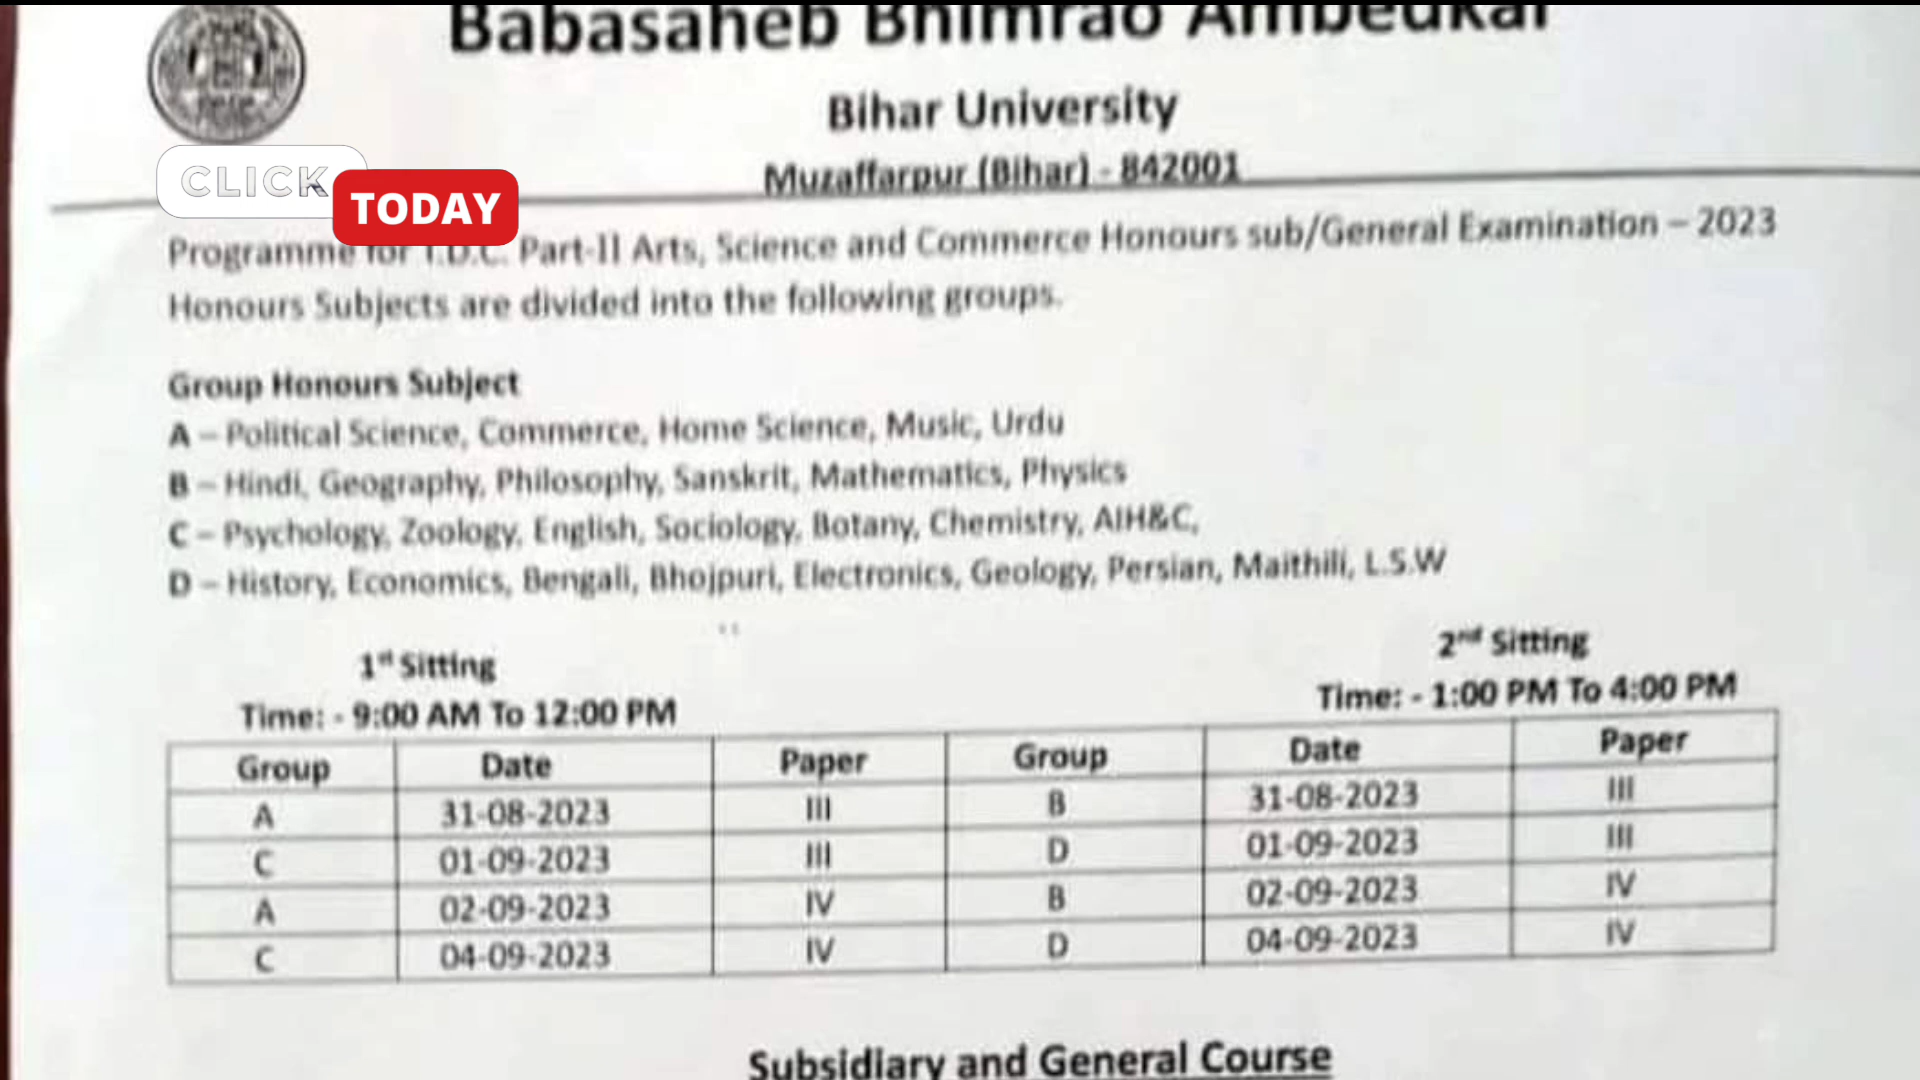 Babasaheb Bhimrao Ambedkar
Bihar University
Muzaffarpur (Bihar) - 842001
CLICK
TODAY
Programme for T.D.C. Part-II Arts, Science and Commerce Honours sub/General Examination – 2023
Honours Subjects are divided into the following groups.
Group Honours Subject
A – Political Science, Commerce, Home Science, Music, Urdu
B – Hindi, Geography, Philosophy, Sanskrit, Mathematics, Physics
C – Psychology, Zoology, English, Sociology, Botany, Chemistry, AIH&C,
D – History, Economics, Bengali, Bhojpuri, Electronics, Geology, Persian, Maithili, L.S.W
1st Sitting 2nd Sitting
Time: - 9:00 AM To 12:00 PM Time: - 1:00 PM To 4:00 PM
Group Date Paper Group Date Paper
A 31-08-2023 III B 31-08-2023 III
C 01-09-2023 III D 01-09-2023 III
A 02-09-2023 IV B 02-09-2023 IV
C 04-09-2023 IV D 04-09-2023 IV
Subsidiary and General Course